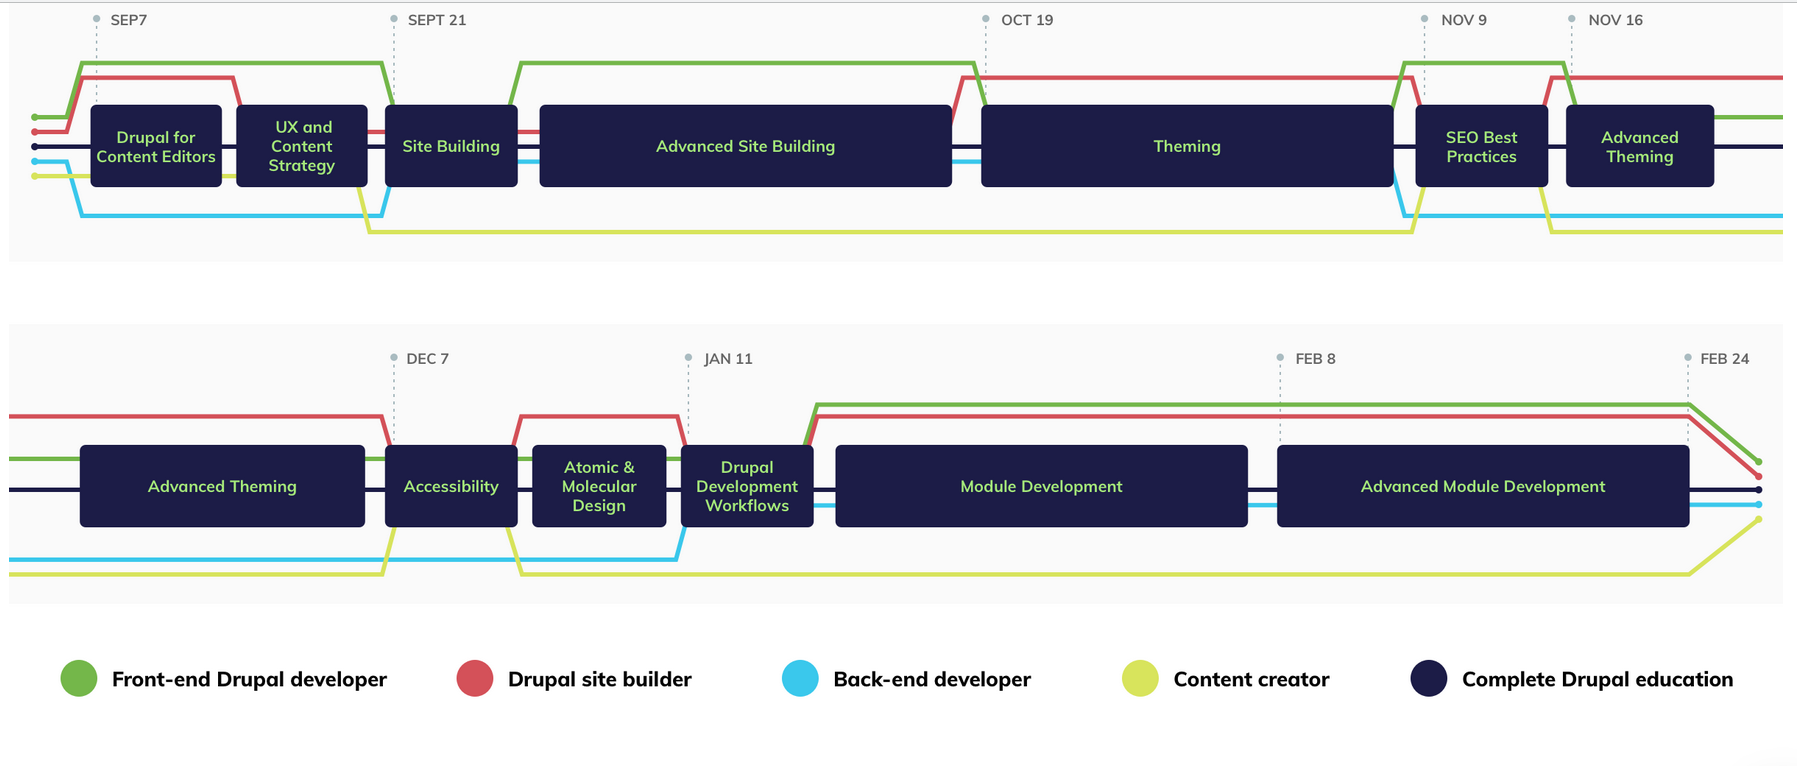 SEP7
SEPT 21
OCT 19
NOV 9
NOV 16
Drupal for
Content Editors
UX and
Content
Strategy
Site Building
Advanced Site Building
Theming
SEO Best
Practices
Advanced
Theming
DEC 7
JAN 11
FEB 8
FEB 24
Advanced Theming
Accessibility
Atomic &
Molecular
Design
Drupal
Development
Workflows
Module Development
Advanced Module Development
Front-end Drupal developer
Drupal site builder
Back-end developer
Content creator
Complete Drupal education